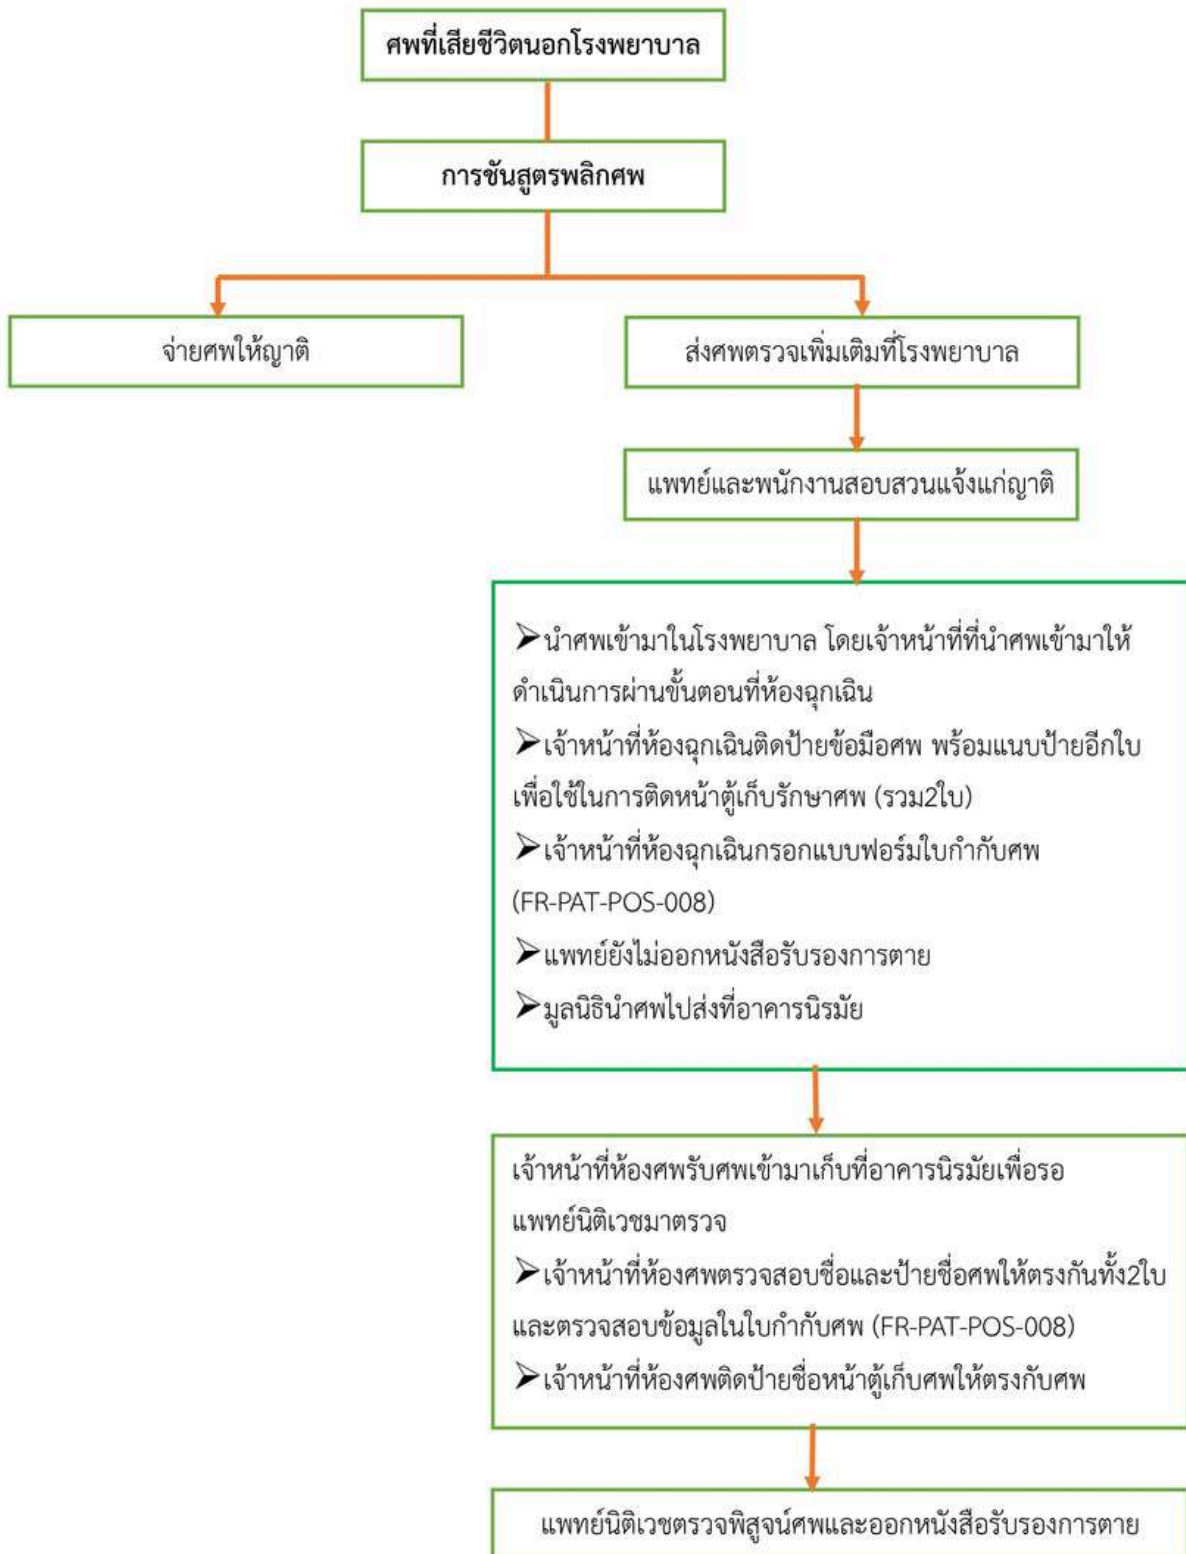 ศพที่เสียชีวิตนอกโรงพยาบาล
การชันสูตรพลิกศพ
จ่ายศพให้ญาติ
ส่งศพตรวจเพิ่มเติมที่โรงพยาบาล
แพทย์และพนักงานสอบสวนแจ้งแก่ญาติ
➢นำศพเข้ามาในโรงพยาบาล โดยเจ้าหน้าที่ที่นำศพเข้ามาให้
ดำเนินการผ่านขั้นตอนที่ห้องฉุกเฉิน
➢เจ้าหน้าที่ห้องฉุกเฉินติดป้ายข้อมือศพ พร้อมแนบป้ายอีกใบ
เพื่อใช้ในการติดหน้าตู้เก็บรักษาศพ (รวม2ใบ)
➢เจ้าหน้าที่ห้องฉุกเฉินกรอกแบบฟอร์มใบกำกับศพ
(FR-PAT-POS-008)
➢แพทย์ยังไม่ออกหนังสือรับรองการตาย
➢มูลนิธินำศพไปส่งที่อาคารนิรมัย
เจ้าหน้าที่ห้องศพรับศพเข้ามาเก็บที่อาคารนิรมัยเพื่อรอ
แพทย์นิติเวชมาตรวจ
➢เจ้าหน้าที่ห้องศพตรวจสอบชื่อและป้ายชื่อศพให้ตรงกันทั้ง2ใบ
และตรวจสอบข้อมูลในใบกำกับศพ (FR-PAT-POS-008)
➢เจ้าหน้าที่ห้องศพติดป้ายชื่อหน้าตู้เก็บศพให้ตรงกับศพ
แพทย์นิติเวชตรวจพิสูจน์ศพและออกหนังสือรับรองการตาย